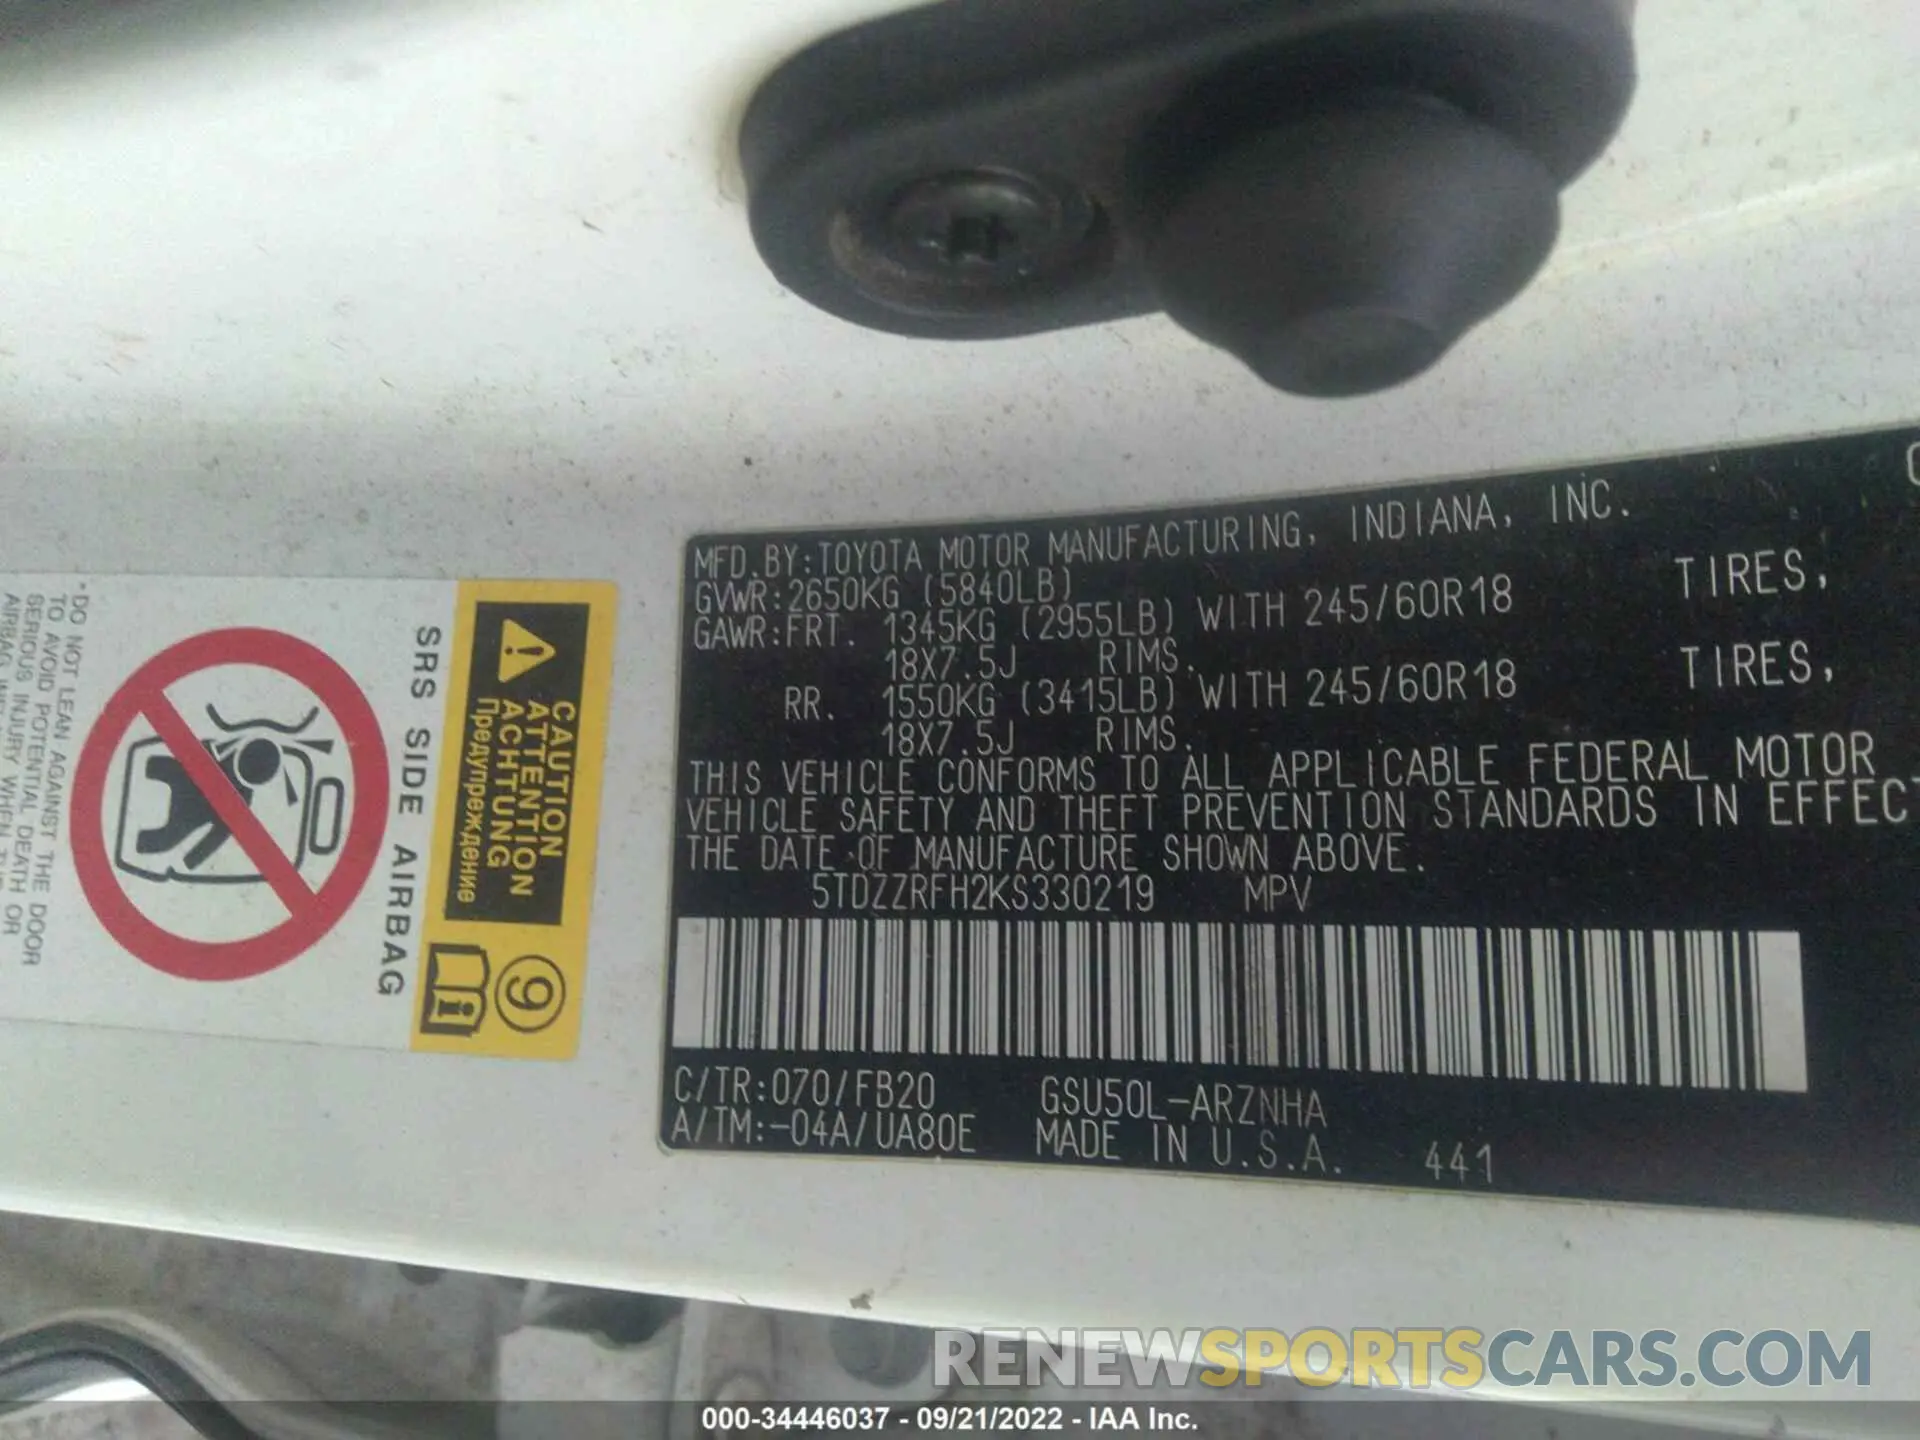 MFD.BY:TOYOTA MOTOR MANUFACTURING, INDIANA, INC.
GVWR:2650KG (5840LB)
GAWR:FRT. 1345KG (2955LB) WITH 245/60R18 TIRES,
18X7.5J RIMS.
RR. 1550KG (3415LB) WITH 245/60R18 TIRES,
18X7.5J RIMS.
THIS VEHICLE CONFORMS TO ALL APPLICABLE FEDERAL MOTOR
VEHICLE SAFETY AND THEFT PREVENTION STANDARDS IN EFFECT
THE DATE OF MANUFACTURE SHOWN ABOVE.
5TDZZRFH2KS330219 MPV
C/TR:070/FB20 GSU50L-ARZNHA
A/TM:-04A/UA80E MADE IN U.S.A. 441
CAUTION
ATTENTION
ACHTUNG
Предупреждение
9
SRS SIDE AIRBAG
*DO NOT LEAN AGAINST THE DOOR
TO AVOID POTENTIAL DEATH OR
SERIOUS INJURY WHEN THE
AIRBAG
RENEWSPORTSCARS.COM
000-34446037 - 09/21/2022 - IAA Inc.